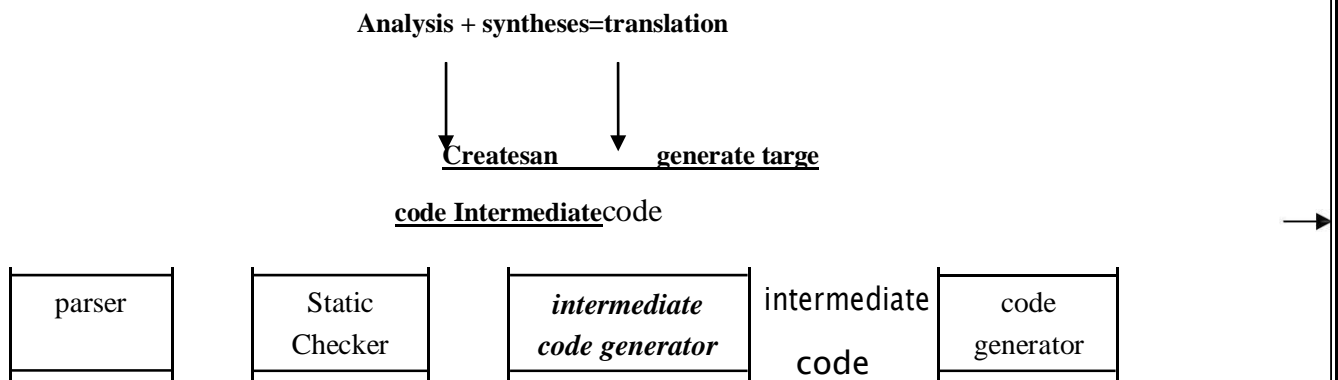 Analysis + syntheses=translation
Createsan generate targe
code Intermediatecode
parser Static intermediate intermediate code
Checker code generator code generator